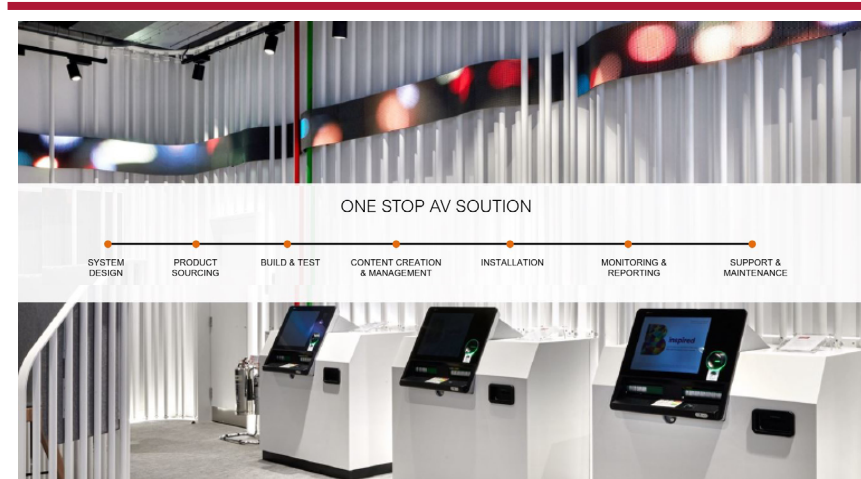 ONE STOP AV SOUTION
SYSTEM
DESIGN
PRODUCT
SOURCING
BUILD & TEST
CONTENT CREATION
& MANAGEMENT
INSTALLATION
MONITORING &
REPORTING
SUPPORT &
MAINTENANCE
inspired